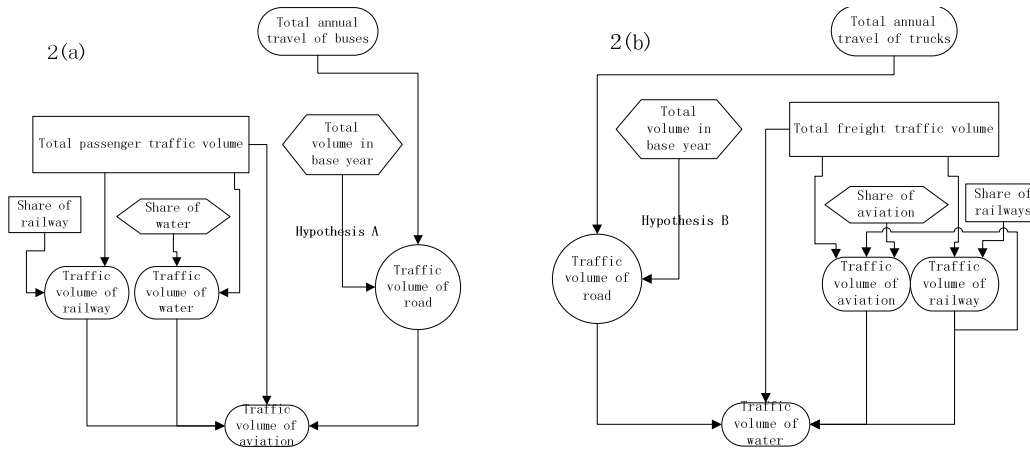 2(a)
Total annual
travel of buses
Total passenger traffic volume
Total
volume in
base year
Share of
railway
Share of
water
Hypothesis A
Traffic
volume of
railway
Traffic
volume of
water
Traffic
volume of
road
Traffic
volume of
aviation
2(b)
Total annual
travel of trucks
Total
volume in
base year
Total freight traffic volume
Share of
aviation
Share of
railways
Hypothesis B
Traffic
volume of
road
Traffic
volume of
aviation
Traffic
volume of
railway
Traffic
volume of
water